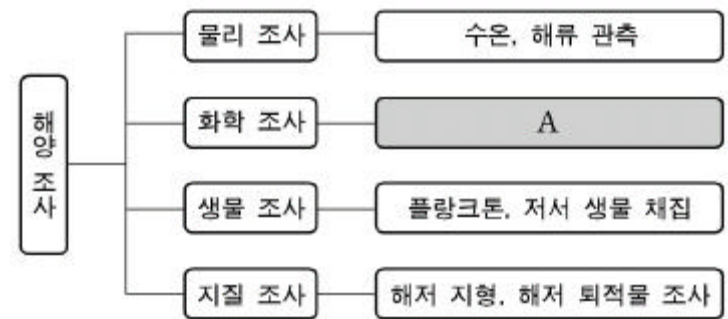 해양 조사
물리 조사
수온, 해류 관측
화학 조사
A
생물 조사
플랑크톤, 저서 생물 채집
지질 조사
해저 지형, 해저 퇴적물 조사